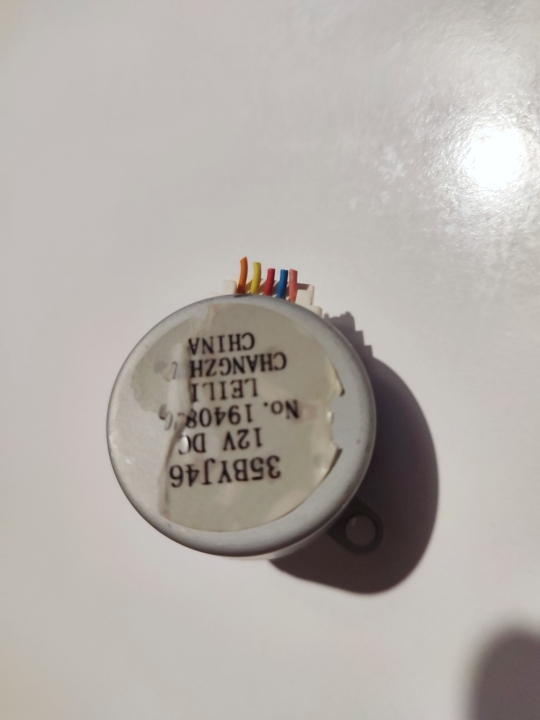 35BYJ46
12V DC
No. 19408
LEILI
CHANGZH U
CHINA